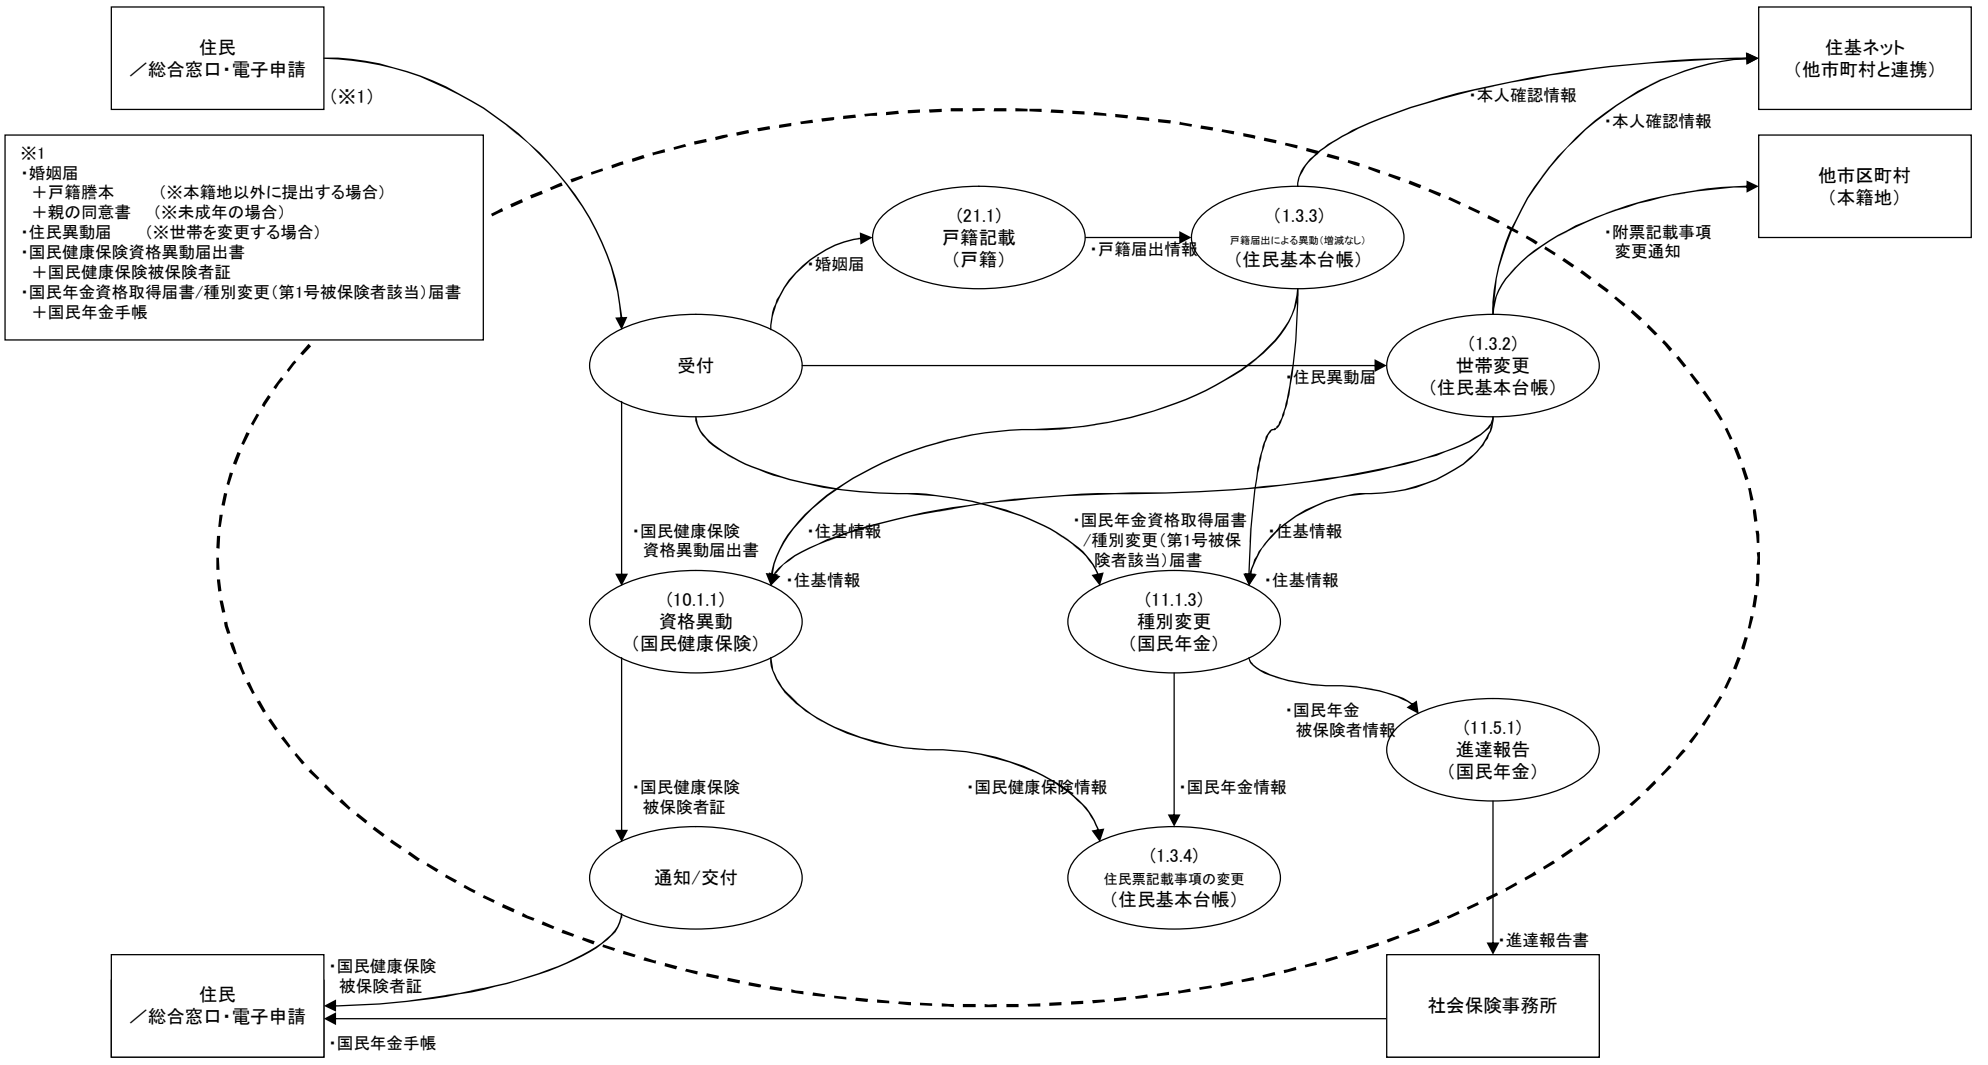 住民
／総合窓口・電子申請
（※1）
住基ネット
（他市町村と連携）
・本人確認情報
・本人確認情報
※1
・婚姻届
＋戸籍謄本　　　（※本籍地以外に提出する場合）
＋親の同意書　（※未成年の場合）
・住民異動届　　（※世帯を変更する場合）
・国民健康保険資格異動届出書
＋国民健康保険被保険者証
・国民年金資格取得届書/種別変更（第1号被保険者該当）届書
＋国民年金手帳
他市区町村
（本籍地）
（21.1）
戸籍記載
（戸籍）
（1.3.3）
戸籍届出による異動（増減なし）
（住民基本台帳）
・婚姻届
・戸籍届出情報
・附票記載事項
変更通知
受付
（1.3.2）
世帯変更
（住民基本台帳）
・住民異動届
・国民健康保険
資格異動届出書
・住基情報
・国民年金資格取得届書
/種別変更（第1号被保
険者該当）届書
・住基情報
・住基情報
・住基情報
（10.1.1）
資格異動
（国民健康保険）
（11.1.3）
種別変更
（国民年金）
・国民年金
被保険者情報
（11.5.1）
進達報告
（国民年金）
・国民健康保険
被保険者証
・国民健康保険情報
・国民年金情報
通知/交付
（1.3.4）
住民票記載事項の変更
（住民基本台帳）
・進達報告書
・国民健康保険
被保険者証
住民
／総合窓口・電子申請
社会保険事務所
・国民年金手帳